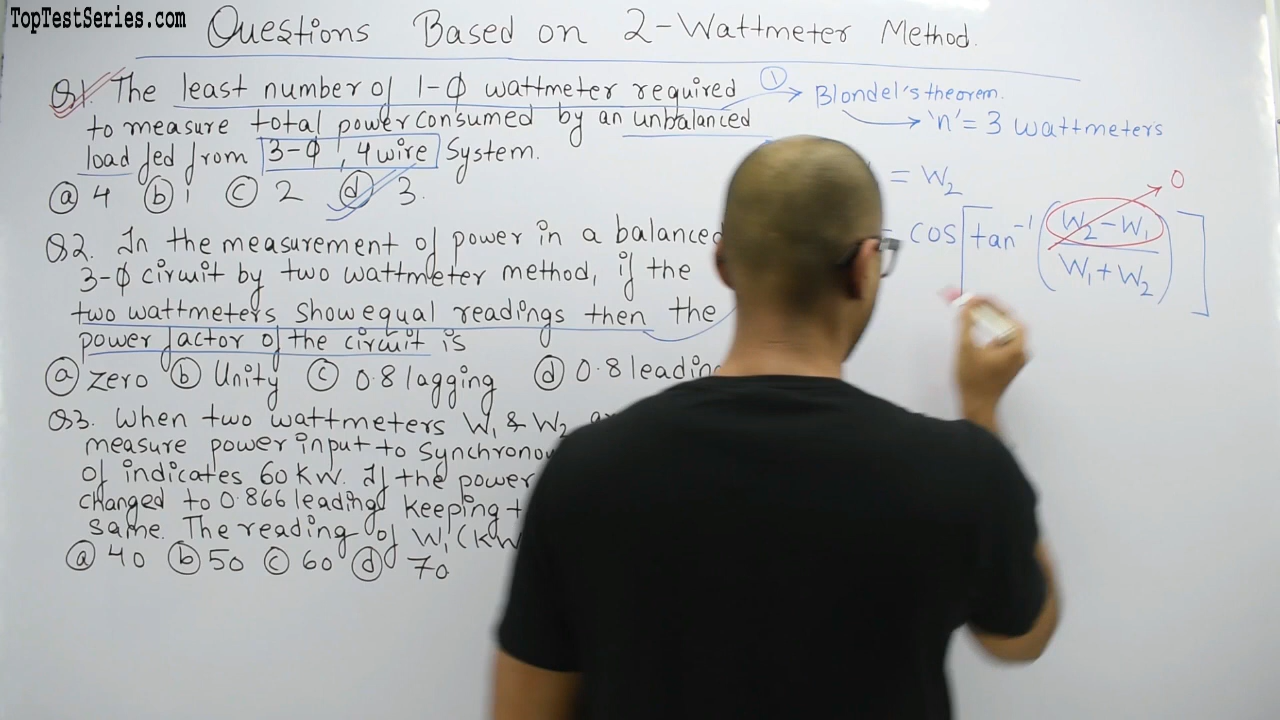 TopTestSeries.com
Questions Based on 2-Wattmeter Method.
Q1. The least number of 1-Φ wattmeter required
to measure total power consumed by an unbalanced
load fed from 3-Φ, 4 wire System.
(a) 4 (b) 1 (c) 2 (d) 3.
(1) Blondel's theorem.
'n' = 3 wattmeters
Q2. In the measurement of power in a balanced
3-Φ circuit by two wattmeter method, if the
two wattmeters show equal readings then the
power factor of the circuit is
(a) zero (b) Unity (c) 0.8 lagging (d) 0.8 leading
= W₂
cos [tan⁻¹ (W₂ - W₁
W₁ + W₂)]
0
Q3. When two wattmeters W₁ & W₂
measure power input to Synchronou
of indicates 60 KW. If the power
changed to 0.866 leading keeping
same. The reading of W₁ (KW
(a) 40 (b) 50 (c) 60 (d) 70